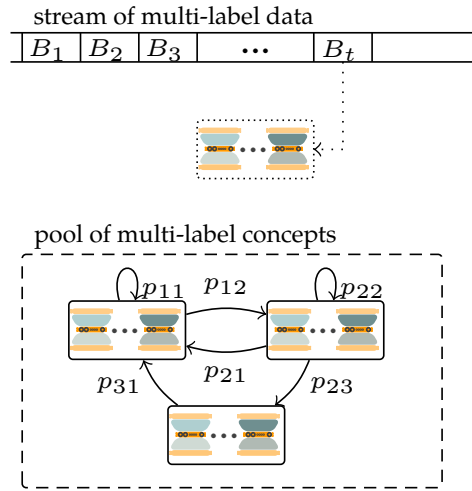 stream of multi-label data
B1 B2 B3 ... Bt
pool of multi-label concepts
p11 p12 p22
p31 p21 p23